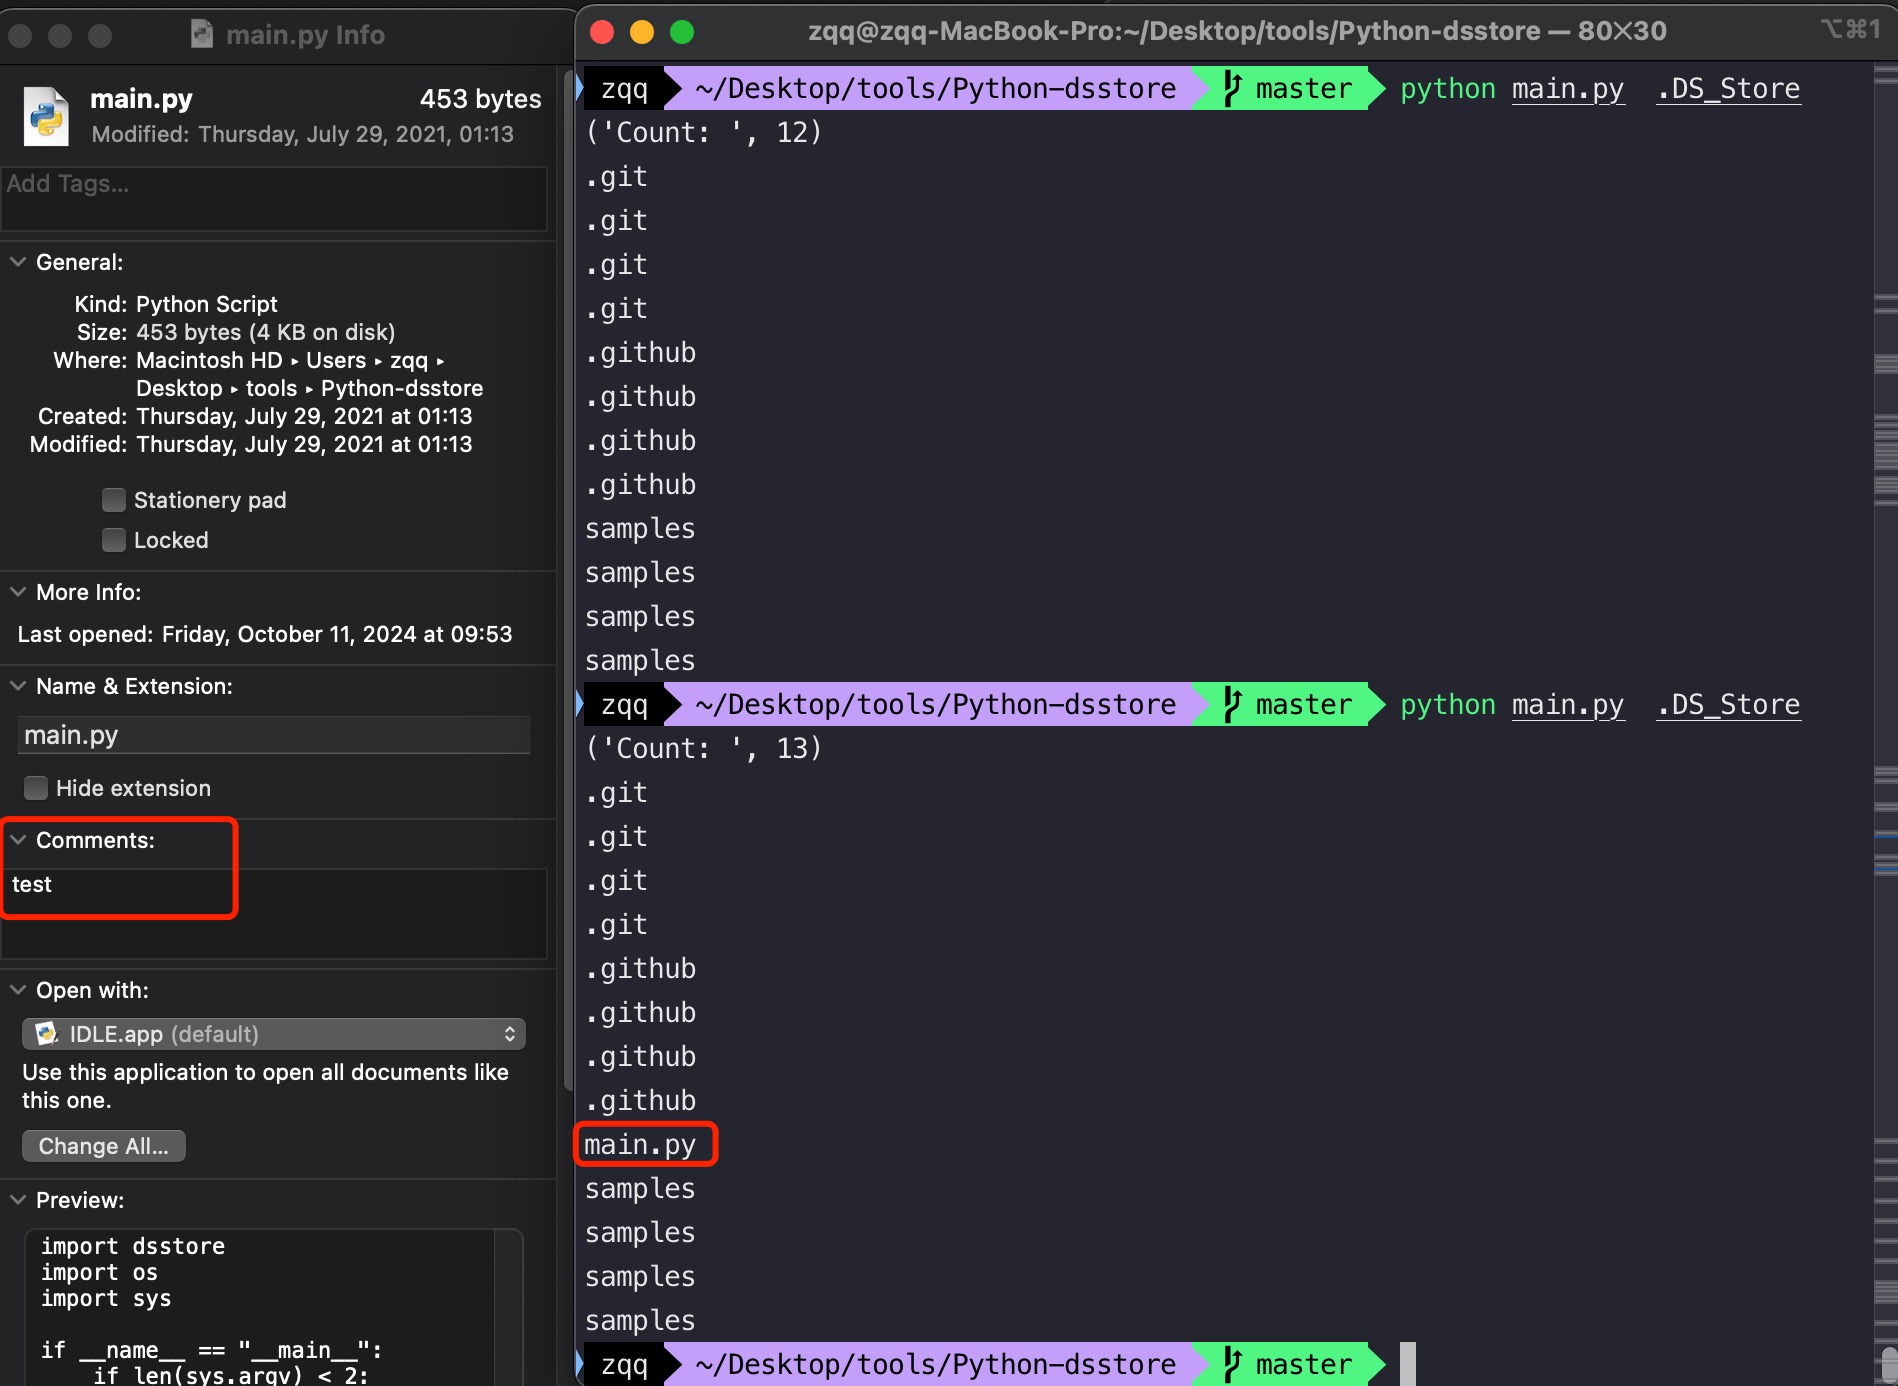 main.py Info
main.py 453 bytes
Modified: Thursday, July 29, 2021, 01:13
Add Tags...
General:
Kind: Python Script
Size: 453 bytes (4 KB on disk)
Where: Macintosh HD ▸ Users ▸ zqq ▸
Desktop ▸ tools ▸ Python-dsstore
Created: Thursday, July 29, 2021 at 01:13
Modified: Thursday, July 29, 2021 at 01:13
Stationery pad
Locked
More Info:
Last opened: Friday, October 11, 2024 at 09:53
Name & Extension:
main.py
Hide extension
Comments:
test
Open with:
IDLE.app (default)
Use this application to open all documents like
this one.
Change All...
Preview:
import dsstore
import os
import sys
if __name__ == "__main__":
if len(sys.argv) < 2:
zqq@zqq-MacBook-Pro:~/Desktop/tools/Python-dsstore — 80×30 ⌥⌘1
zqq ~/Desktop/tools/Python-dsstore master python main.py .DS_Store
('Count: ', 12)
.git
.git
.git
.git
.github
.github
.github
.github
samples
samples
samples
samples
zqq ~/Desktop/tools/Python-dsstore master python main.py .DS_Store
('Count: ', 13)
.git
.git
.git
.git
.github
.github
.github
.github
main.py
samples
samples
samples
samples
zqq ~/Desktop/tools/Python-dsstore master